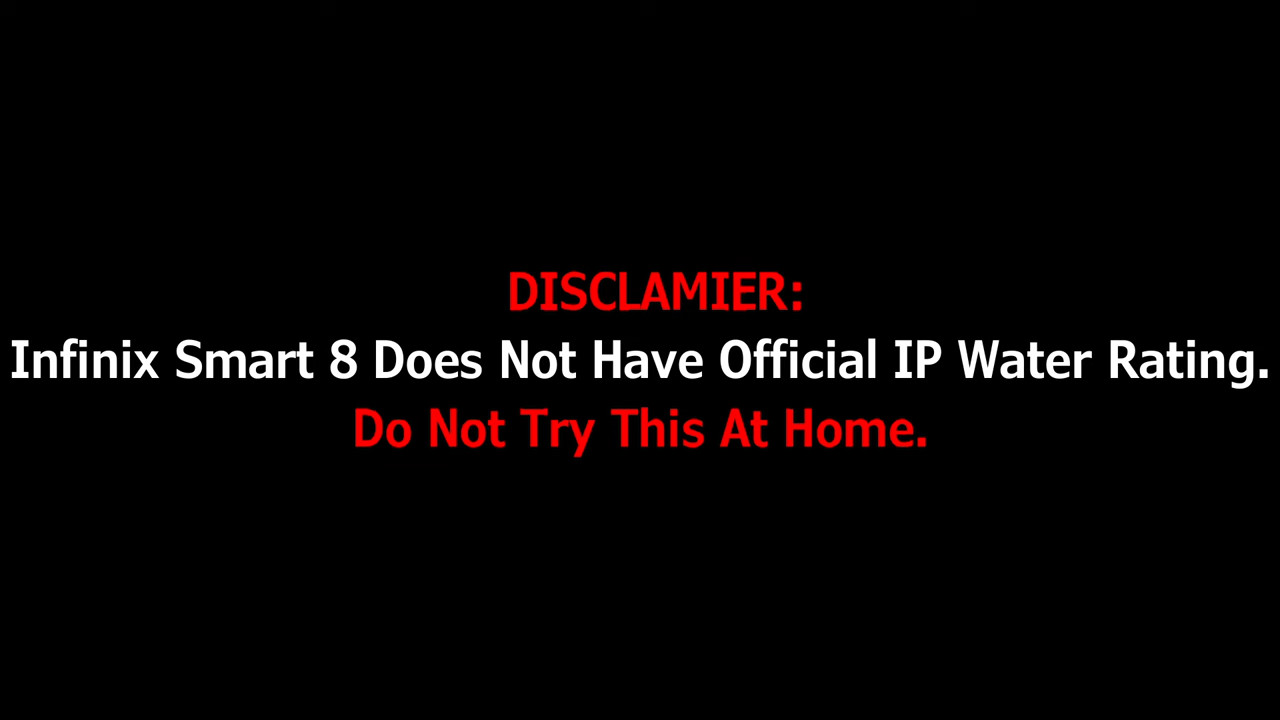 DISCLAMIER:
Infinix Smart 8 Does Not Have Official IP Water Rating.
Do Not Try This At Home.